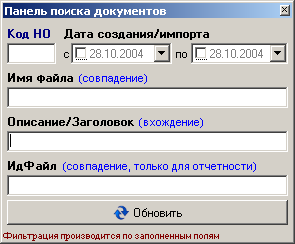 Панель поиска документов
Код НО Дата создания/импорта
с 28.10.2004 по 28.10.2004
Имя файла (совпадение)
Описание/Заголовок (вхождение)
ИдФайл (совпадение, только для отчетности)
Обновить
Фильтрация производится по заполненным полям